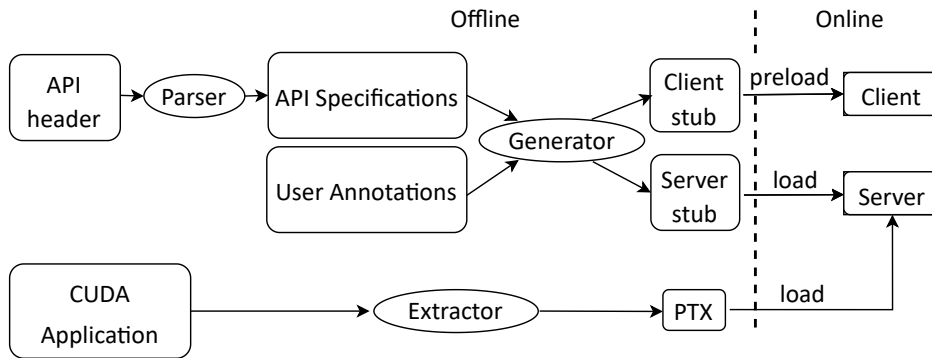 Offline
Online
API
header
Parser
API Specifications
Client
stub
preload
Client
Generator
User Annotations
Server
stub
load
Server
CUDA
Application
Extractor
PTX
load